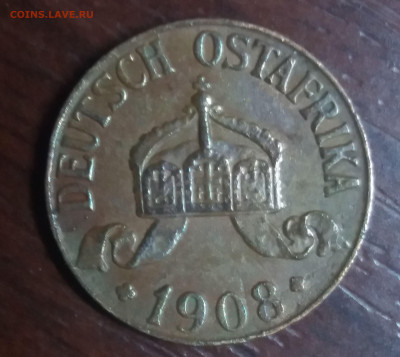 COINS.LAVE.RU
DEUTSCH OSTAFRIKA
1908